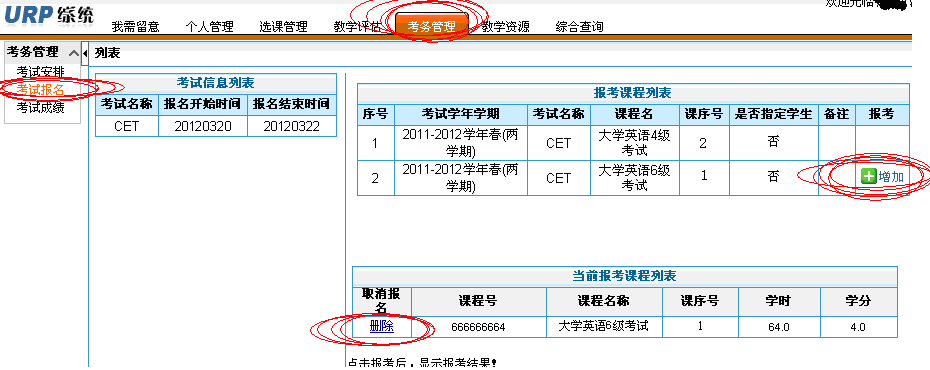 欢迎光临
URP 综统
我需留意 个人管理 选课管理 教学评估 考务管理 教学资源 综合查询
考务管理
考试安排
考试报名
考试成绩
列表
考试信息列表
考试名称 报名开始时间 报名结束时间
CET 20120320 20120322
报考课程列表
序号 考试学年学期 考试名称 课程名 课序号 是否指定学生 备注 报考
1 2011-2012学年春(两学期) CET 大学英语4级考试 2 否
2 2011-2012学年春(两学期) CET 大学英语6级考试 1 否 增加
当前报考课程列表
取消报名 课程号 课程名称 课序号 学时 学分
删除 666666664 大学英语6级考试 1 64.0 4.0
点击报考后，显示报考结果!